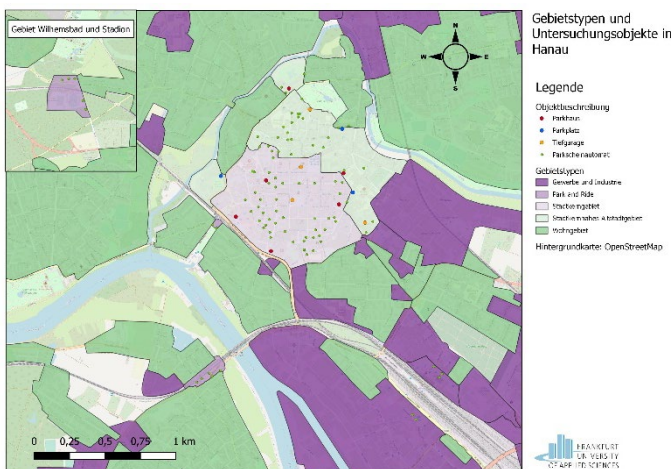 Gebiet Wilhemsbad und Stadion
N
W
E
S
Gebietstypen und
Untersuchungsobjekte in
Hanau
Legende
Objektbeschreibung
Parkhaus
Parkplatz
Tiefgarage
Parkscheinautomat
Gebietstypen
Gewerbe und Industrie
Park and Ride
Stadtkerngebiet
Stadtkernnahes Altstadtgebiet
Wohngebiet
Hintergrundkarte: OpenStreetMap
0 0,25 0,5 0,75 1 km
FRANKFURT
UNIVERSITY
OF APPLIED SCIENCES